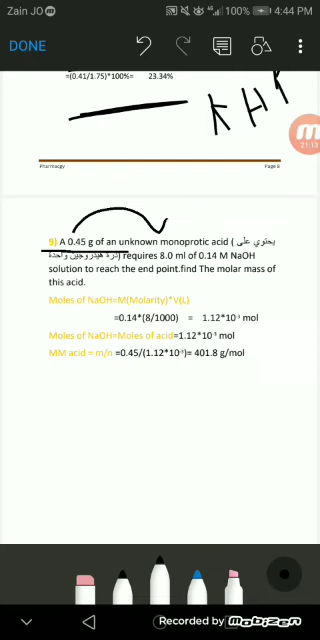 Zain JO 100% 4:44 PM
DONE
=(0.41/1.75)*100%= 23.34%
KHP
21:13
Pharmacgy Page 8
9) A 0.45 g of an unknown monoprotic acid ( يحتوي على
ذرة هيدروجين واحدة) requires 8.0 ml of 0.14 M NaOH
solution to reach the end point.find The molar mass of
this acid.
Moles of NaOH=M(Molarity)*V(L)
=0.14*(8/1000) = 1.12*10⁻³ mol
Moles of NaOH=Moles of acid=1.12*10⁻³ mol
MM acid = m/n =0.45/(1.12*10⁻³)= 401.8 g/mol
Recorded by Mobizen